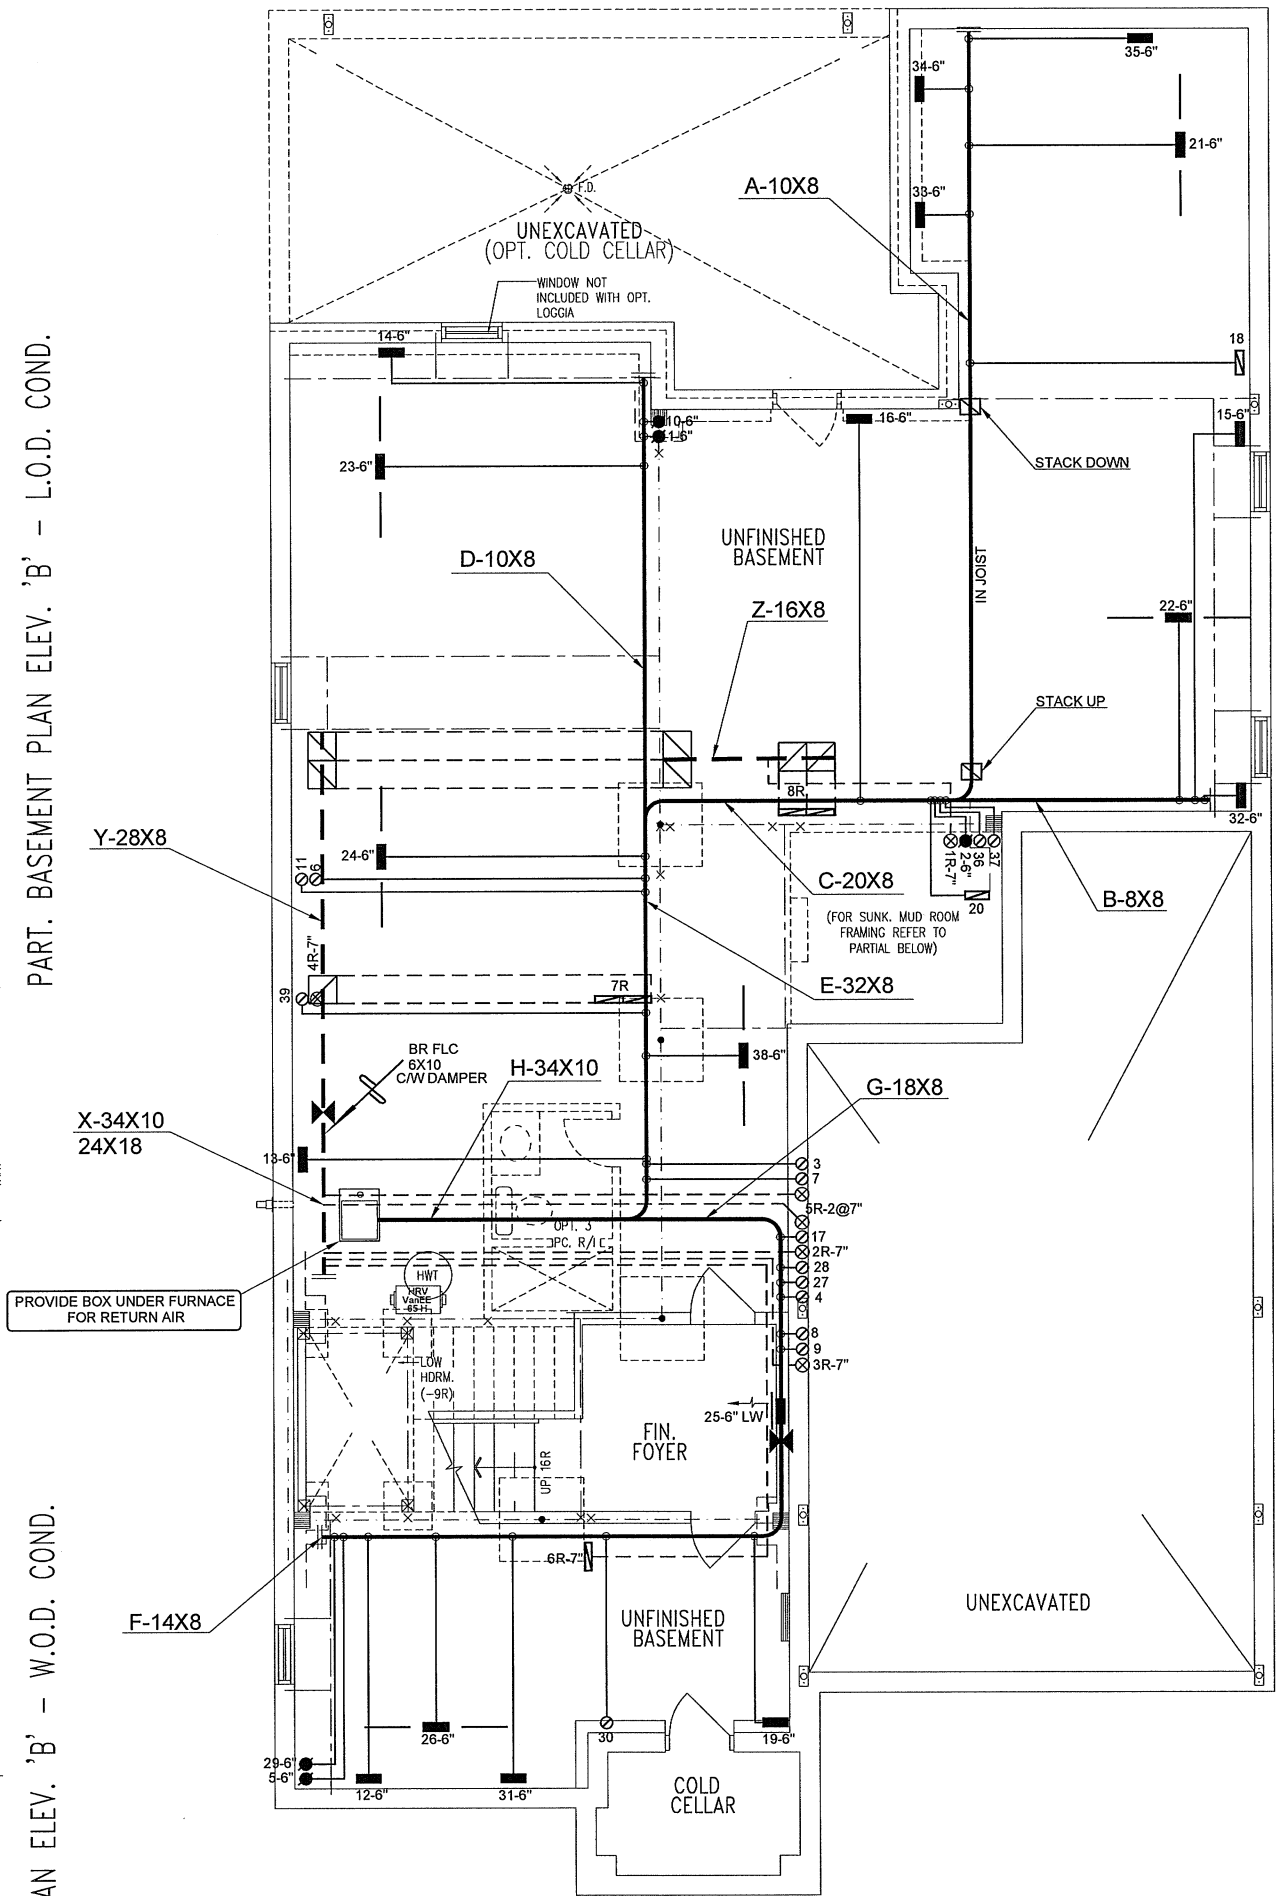 35-6"
34-6"
21-6"
A-10X8
33-6"
F.D.
UNEXCAVATED
(OPT. COLD CELLAR)
WINDOW NOT
INCLUDED WITH OPT.
LOGGIA
14-6"
18
15-6"
10-6"
1-6"
16-6"
STACK DOWN
23-6"
UNFINISHED
BASEMENT
D-10X8
IN JOIST
Z-16X8
22-6"
STACK UP
8R
32-6"
Y-28X8
24-6"
11
6
C-20X8
1R-7"
2-6"
36
37
20
B-8X8
(FOR SUNK. MUD ROOM
FRAMING REFER TO
PARTIAL BELOW)
4R-7"
39
7R
E-32X8
BR FLC
6X10
C/W DAMPER
H-34X10
38-6"
G-18X8
X-34X10
24X18
13-6"
3
7
5R-2@7"
OPT. 3
PC. R/I
17
2R-7"
28
27
4
HWT
HRV
VanEE
65 H
PROVIDE BOX UNDER FURNACE
FOR RETURN AIR
8
9
3R-7"
LOW
HDRM.
(-9R)
25-6" LW
FIN.
FOYER
UP 16R
6R-7"
F-14X8
UNFINISHED
BASEMENT
UNEXCAVATED
26-6"
30
19-6"
29-6"
5-6"
12-6"
31-6"
COLD
CELLAR
PART. BASEMENT PLAN ELEV. 'B' - L.O.D. COND.
AN ELEV. 'B' - W.O.D. COND.